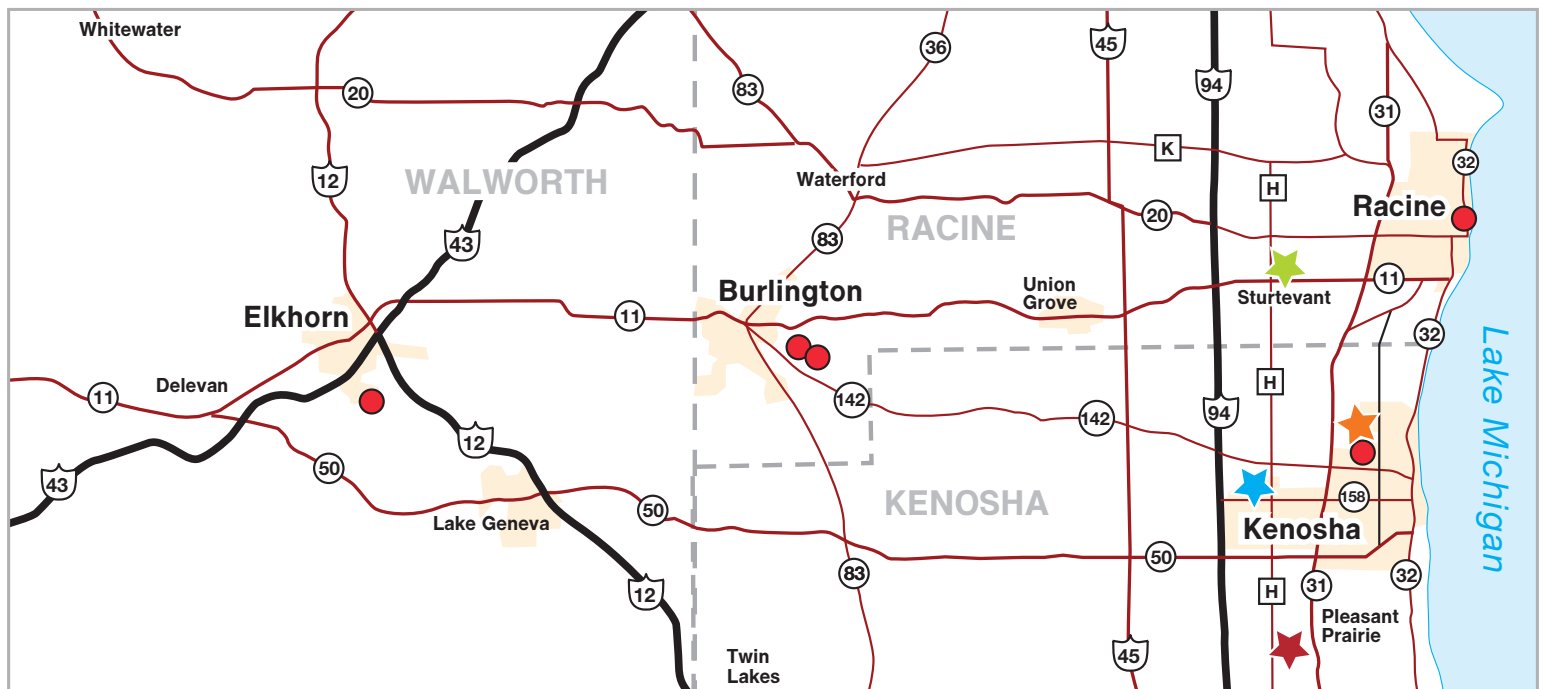 Whitewater
36
45
94
83
20
31
K
32
12
WALWORTH
Waterford
H
Racine
20
RACINE
43
83
Sturtevant
11
Union
Grove
Burlington
Elkhorn
11
32
Lake Michigan
Delevan
11
142
H
94
142
12
50
43
158
50
Lake Geneva
KENOSHA
Kenosha
50
83
32
31
H
12
Pleasant
Prairie
45
Twin
Lakes